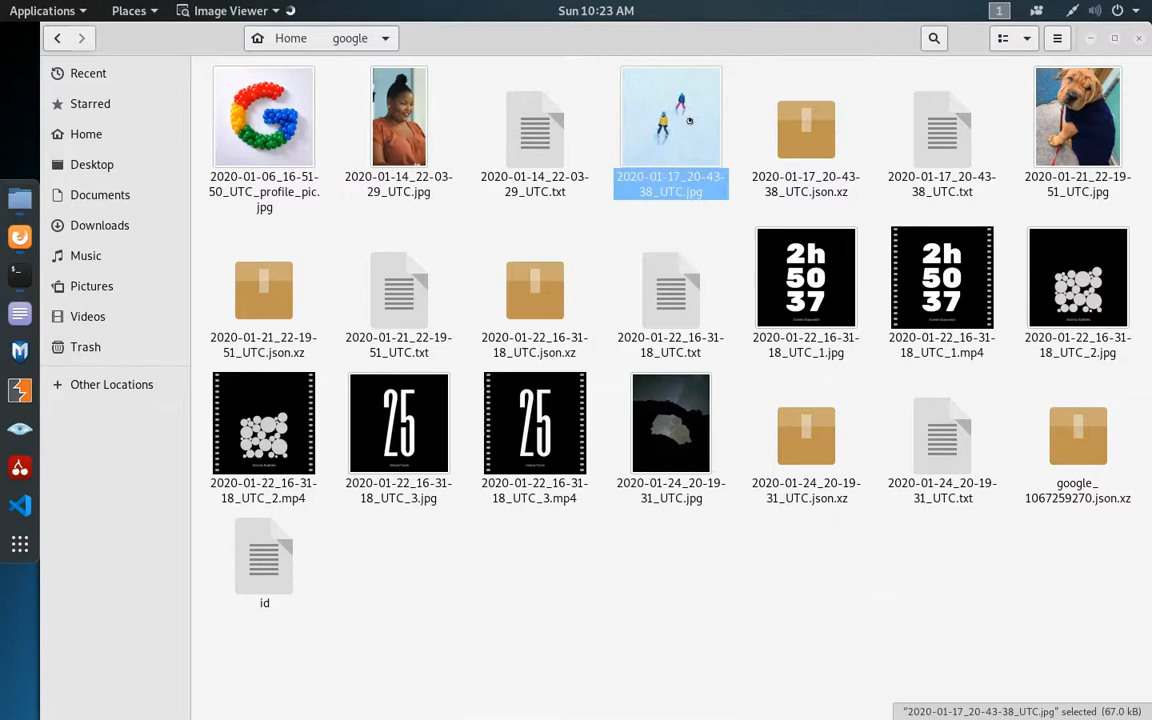 Applications Places Image Viewer Sun 10:23 AM 1
Home google
Recent
Starred
Home
Desktop
Documents
Downloads
Music
Pictures
Videos
Trash
Other Locations
2020-01-06_16-51-
50_UTC_profile_pic.
jpg
2020-01-14_22-03-
29_UTC.jpg
2020-01-14_22-03-
29_UTC.txt
2020-01-17_20-43-
38_UTC.jpg
2020-01-17_20-43-
38_UTC.json.xz
2020-01-17_20-43-
38_UTC.txt
2020-01-21_22-19-
51_UTC.jpg
2h
50
37
2h
50
37
2020-01-21_22-19-
51_UTC.json.xz
2020-01-21_22-19-
51_UTC.txt
2020-01-22_16-31-
18_UTC.json.xz
2020-01-22_16-31-
18_UTC.txt
2020-01-22_16-31-
18_UTC_1.jpg
2020-01-22_16-31-
18_UTC_1.mp4
2020-01-22_16-31-
18_UTC_2.jpg
25
25
2020-01-22_16-31-
18_UTC_2.mp4
2020-01-22_16-31-
18_UTC_3.jpg
2020-01-22_16-31-
18_UTC_3.mp4
2020-01-24_20-19-
31_UTC.jpg
2020-01-24_20-19-
31_UTC.json.xz
2020-01-24_20-19-
31_UTC.txt
google_
1067259270.json.xz
id
"2020-01-17_20-43-38_UTC.jpg" selected (67.0 kB)